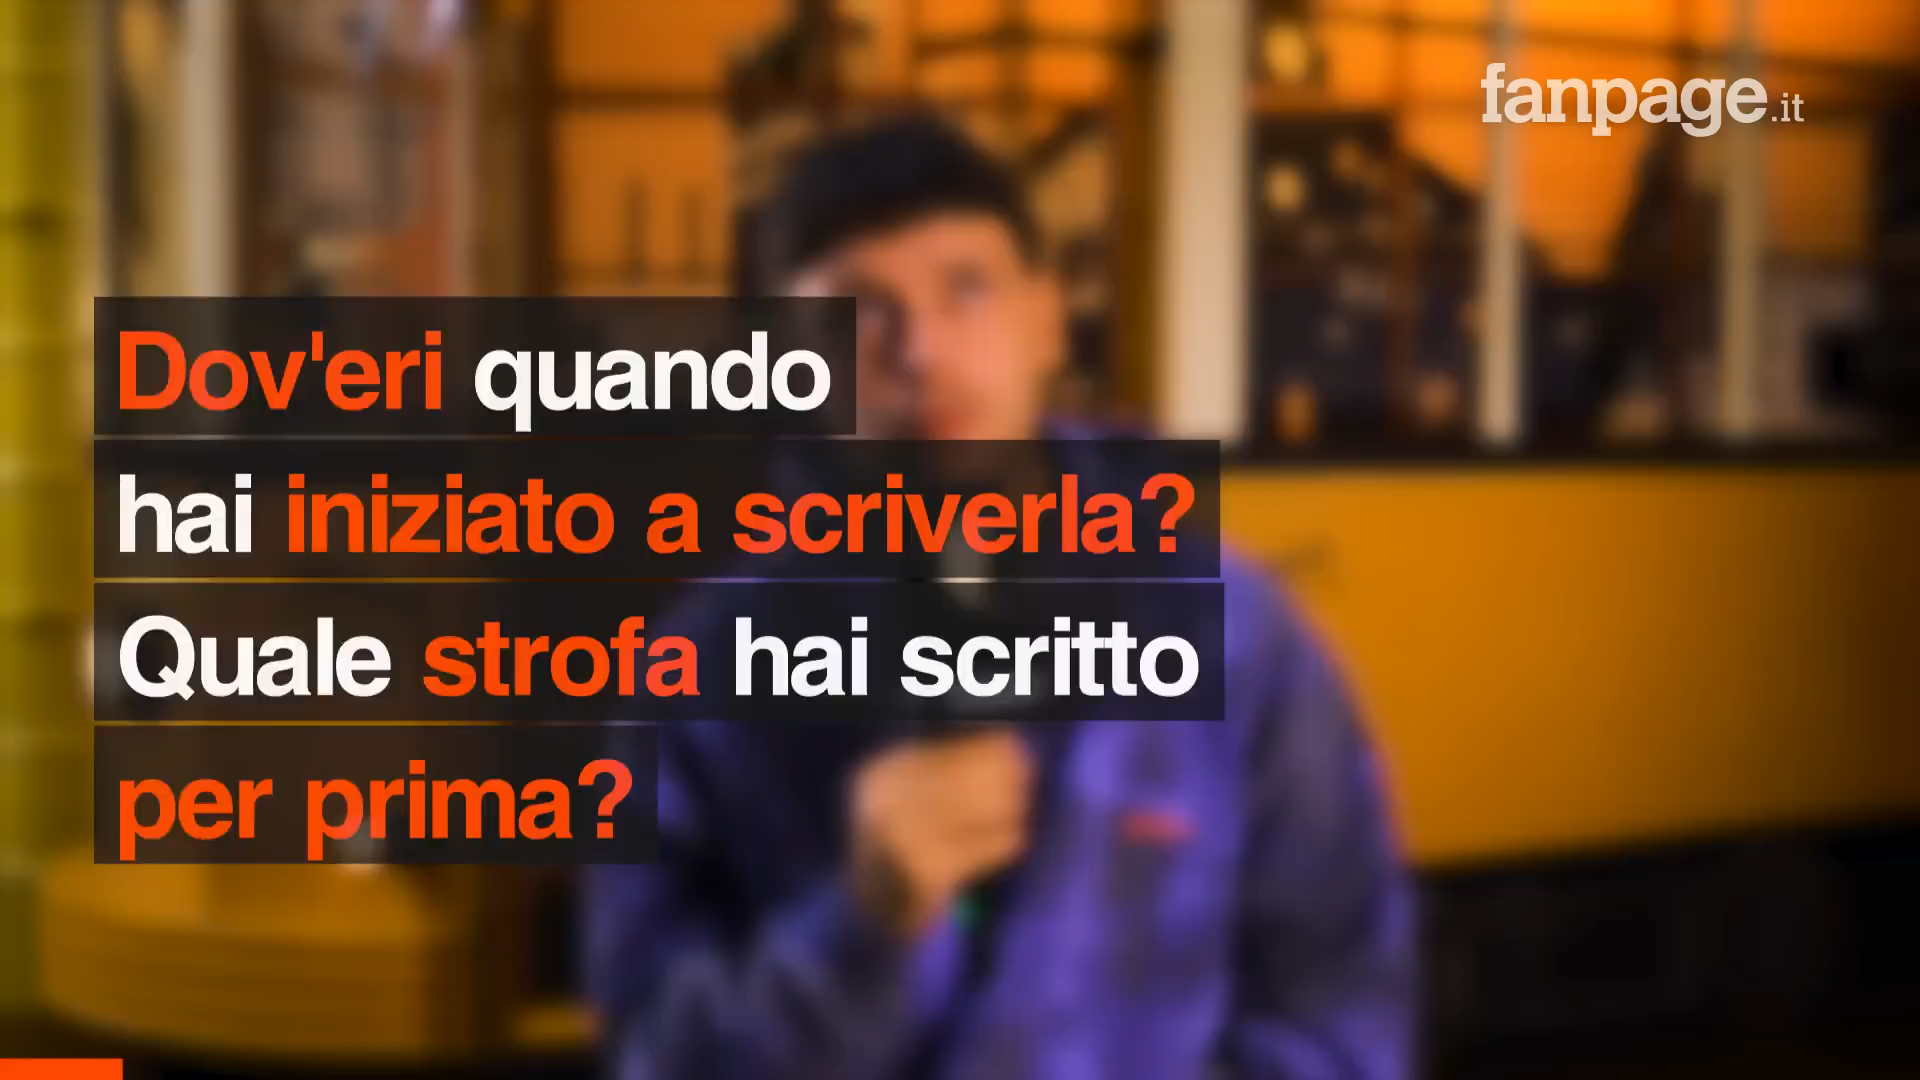 fanpage.it
Dov'eri quando
hai iniziato a scriverla?
Quale strofa hai scritto
per prima?